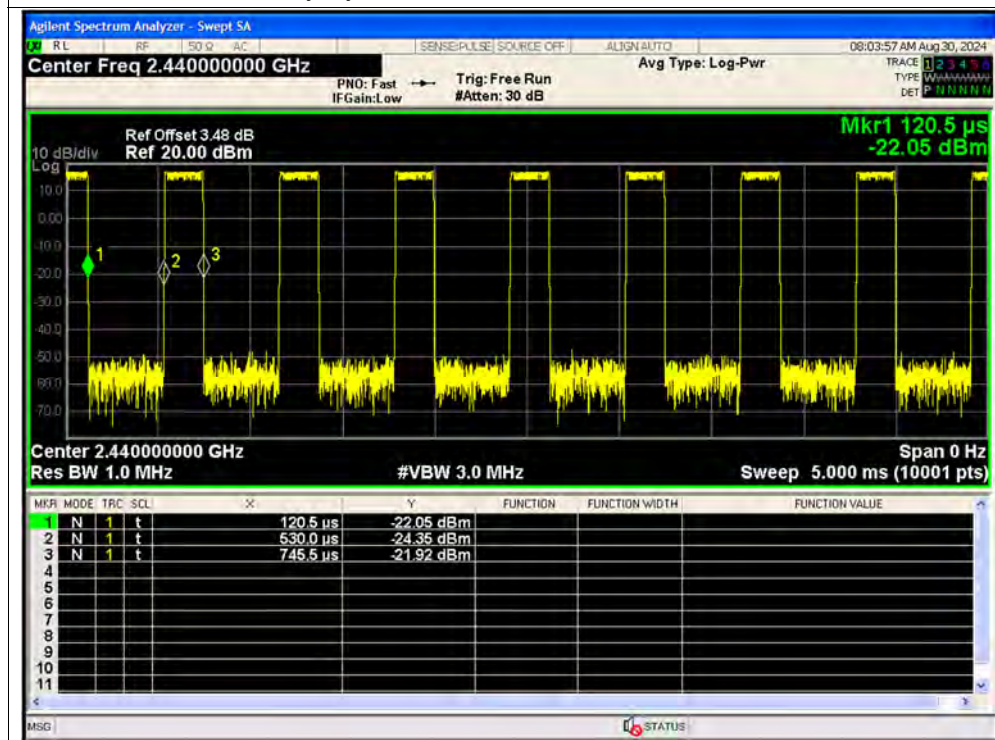 Agilent Spectrum Analyzer - Swept SA
RL RF 50 Ω AC SENSE:PULSE SOURCE OFF ALIGN AUTO 08:03:57 AM Aug 30, 2024
Center Freq 2.440000000 GHz Avg Type: Log-Pwr TRACE 1 2 3 4 5 6
PNO: Fast Trig: Free Run TYPE
IFGain:Low #Atten: 30 dB DET P N N N N N
Mkr1 120.5 µs
Ref Offset 3.48 dB
10 dB/div Ref 20.00 dBm -22.05 dBm
Log
10.0
0.00
-10.0
1
2
3
-20.0
-30.0
-40.0
-50.0
-60.0
-70.0
Center 2.440000000 GHz Span 0 Hz
Res BW 1.0 MHz #VBW 3.0 MHz Sweep 5.000 ms (10001 pts)
MKR MODE TRC SCL X Y FUNCTION FUNCTION WIDTH FUNCTION VALUE
1 N 1 t 120.5 µs -22.05 dBm
2 N 1 t 530.0 µs -24.35 dBm
3 N 1 t 745.5 µs -21.92 dBm
4
5
6
7
8
9
10
11
MSG STATUS